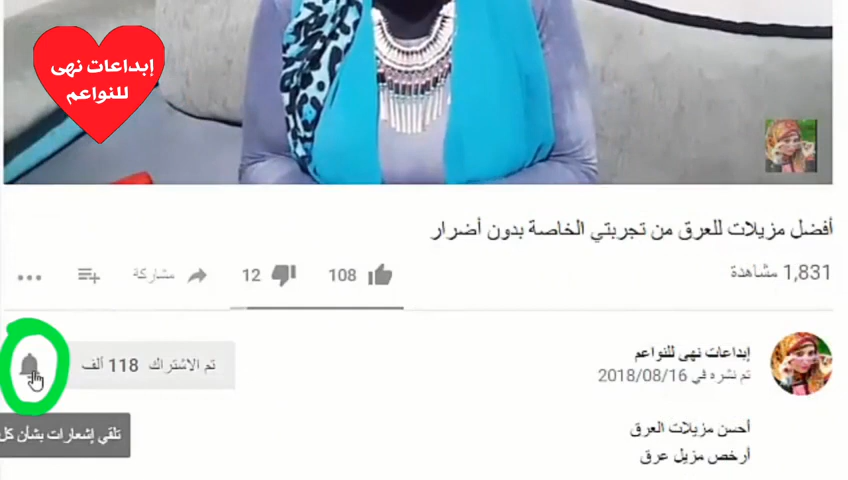 إبداعات نهى
للنواعم
أفضل مزيلات للعرق من تجربتي الخاصة بدون أضرار
1,831 مشاهدة
108
12
مشاركة
إبداعات نهى للنواعم
تم نشره في 2018/08/16
تم الاشتراك 118 ألف
تلقي إشعارات بشأن كل
أحسن مزيلات العرق
أرخص مزيل عرق